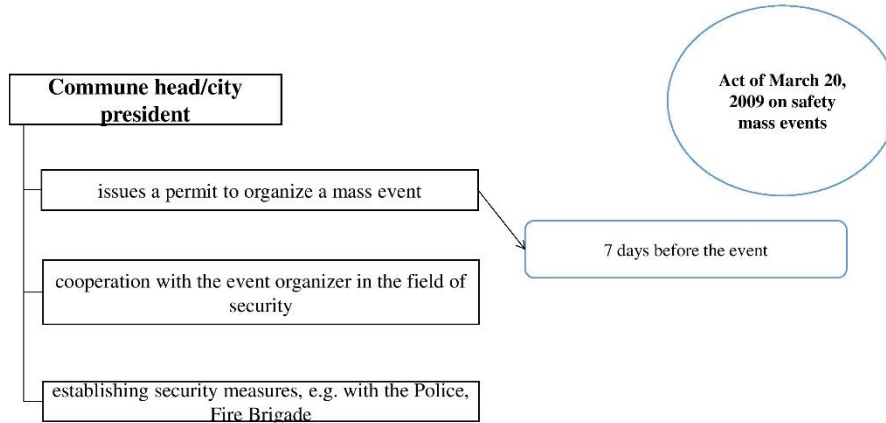 Commune head/city
president
Act of March 20,
2009 on safety
mass events
issues a permit to organize a mass event
7 days before the event
cooperation with the event organizer in the field of
security
establishing security measures, e.g. with the Police,
Fire Brigade